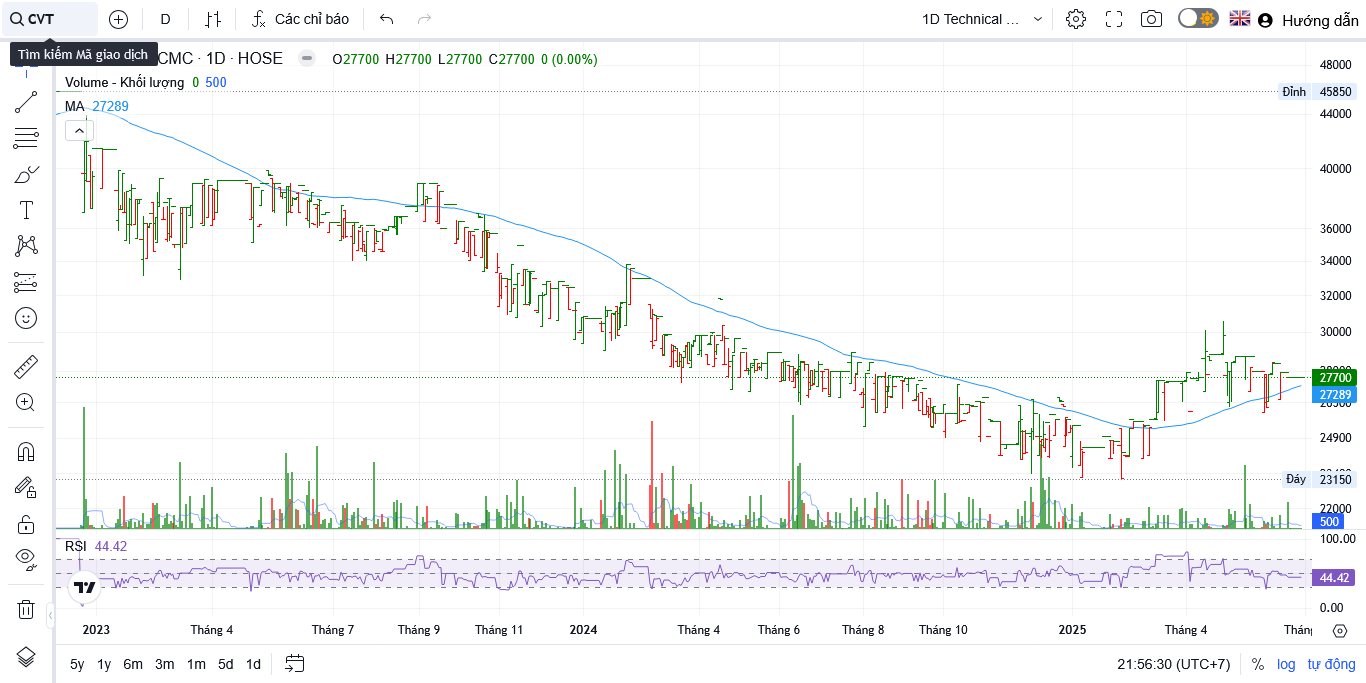 CVT
D
Các chỉ báo
1D Technical ...
Hướng dẫn
Tìm kiếm Mã giao dịch
CMC · 1D · HOSE
O27700 H27700 L27700 C27700 0 (0.00%)
Volume - Khối lượng 0 500
MA 27289
48000
Đỉnh 45850
44000
40000
36000
34000
32000
30000
27700
27289
24900
Đáy 23150
22000
500
RSI 44.42
100.00
44.42
0.00
2023 Tháng 4 Tháng 7 Tháng 9 Tháng 11 2024 Tháng 4 Tháng 6 Tháng 8 Tháng 10 2025 Tháng 4
5y 1y 6m 3m 1m 5d 1d
21:56:30 (UTC+7) % log tự động